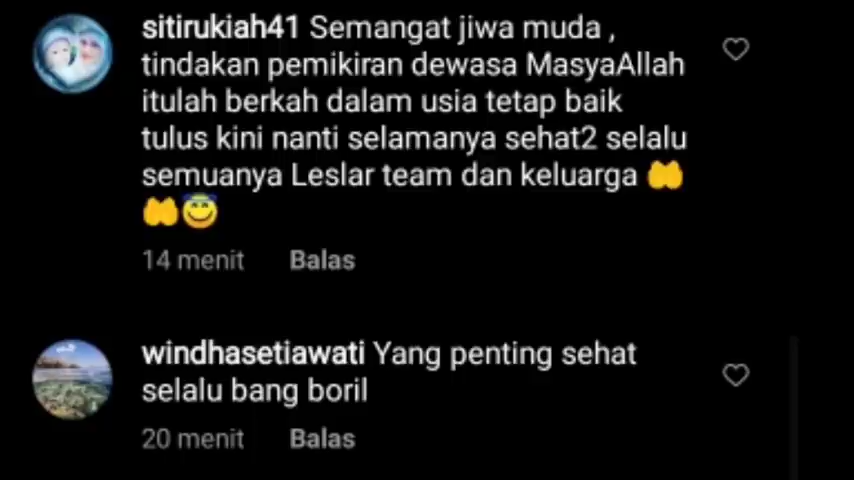 sitirukiah41 Semangat jiwa muda ,
tindakan pemikiran dewasa MasyaAllah
itulah berkah dalam usia tetap baik
tulus kini nanti selamanya sehat2 selalu
semuanya Leslar team dan keluarga 🤲
🤲😇
14 menit Balas
windhasetiawati Yang penting sehat
selalu bang boril
20 menit Balas